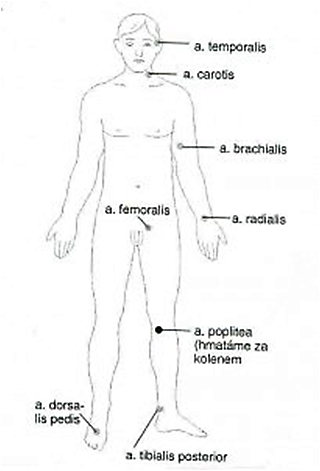 a. temporalis
a. carotis
a. brachialis
a. femoralis
a. radialis
a. poplitea
(hmatáme za
kolenem
a. dorsa-
lis pedis
a. tibialis posterior